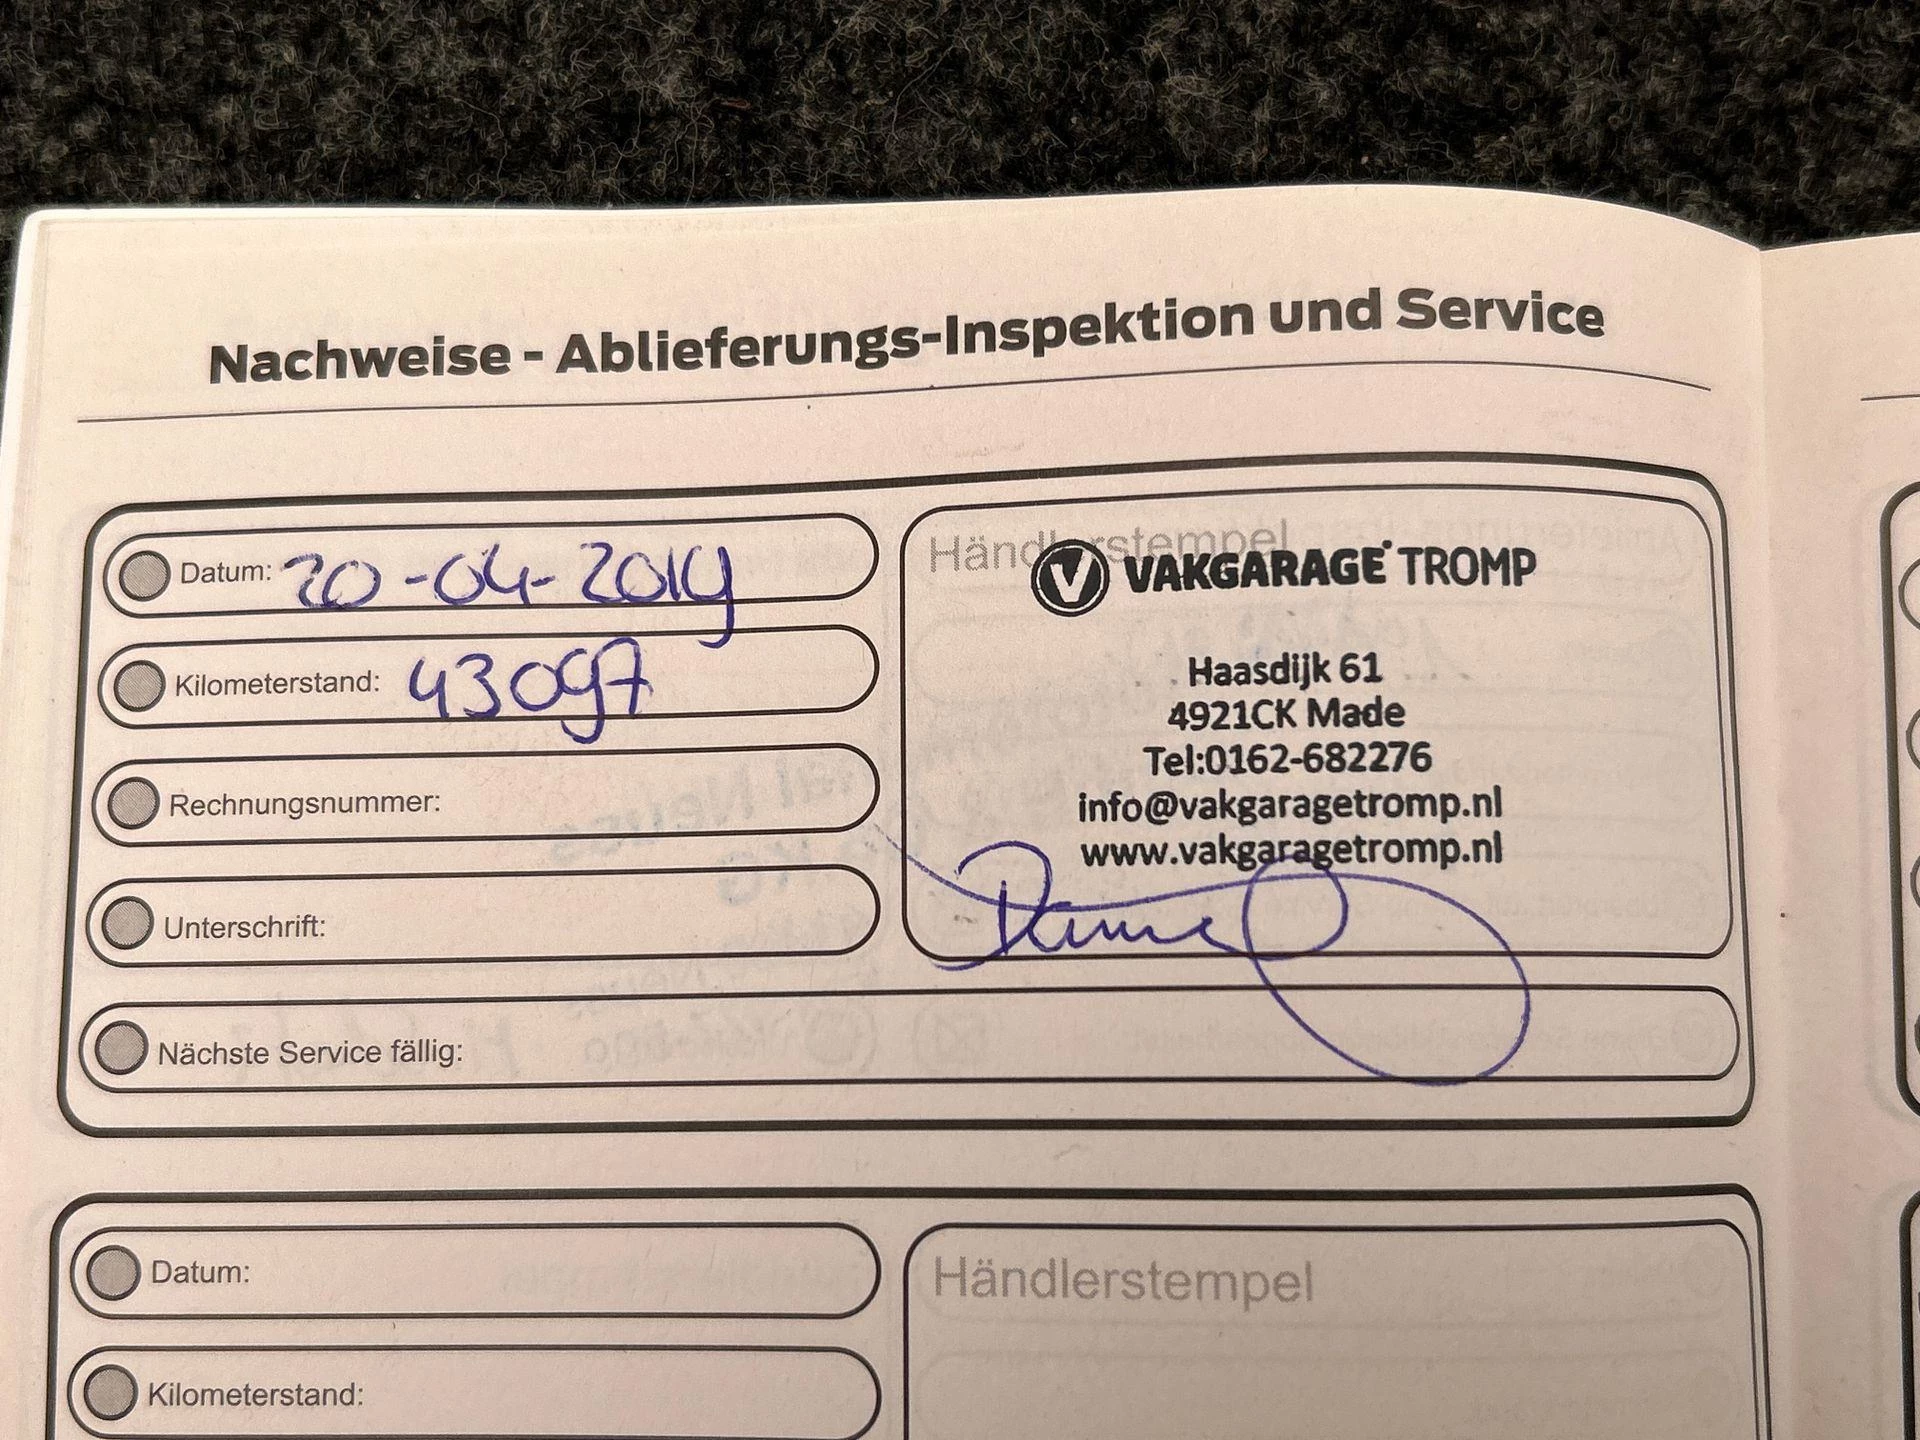 Nachweise - Ablieferungs-Inspektion und Service
Datum: 20-04-2019
Kilometerstand: 43097
Rechnungsnummer:
Unterschrift:
Nächste Service fällig:
Händlerstempel
VAKGARAGE TROMP
Haasdijk 61
4921CK Made
Tel:0162-682276
info@vakgaragetromp.nl
www.vakgaragetromp.nl
Datum:
Kilometerstand:
Händlerstempel